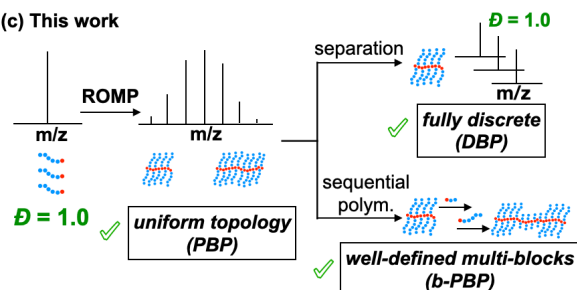 (c) This work
ROMP
m/z
m/z
Đ = 1.0
uniform topology
(PBP)
separation
Đ = 1.0
m/z
fully discrete
(DBP)
sequential
polym.
well-defined multi-blocks
(b-PBP)